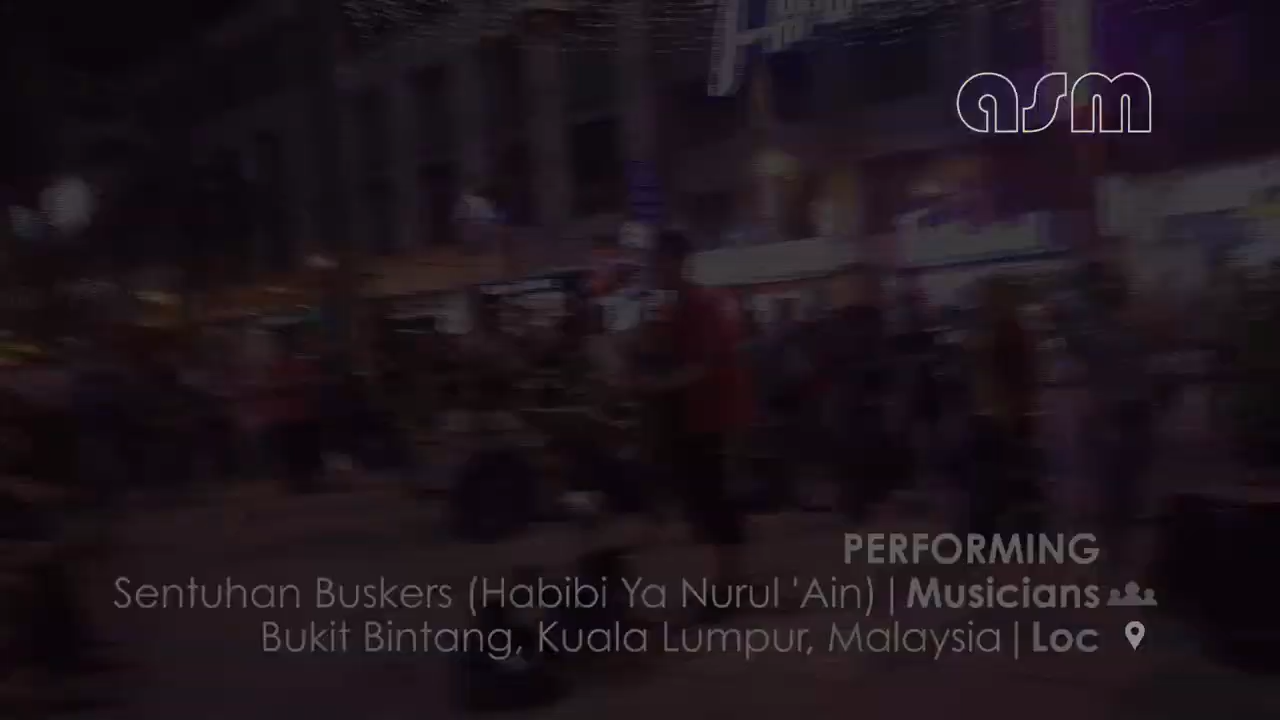 asm
PERFORMING
Sentuhan Buskers (Habibi Ya Nurul 'Ain) | Musicians
Bukit Bintang, Kuala Lumpur, Malaysia | Loc